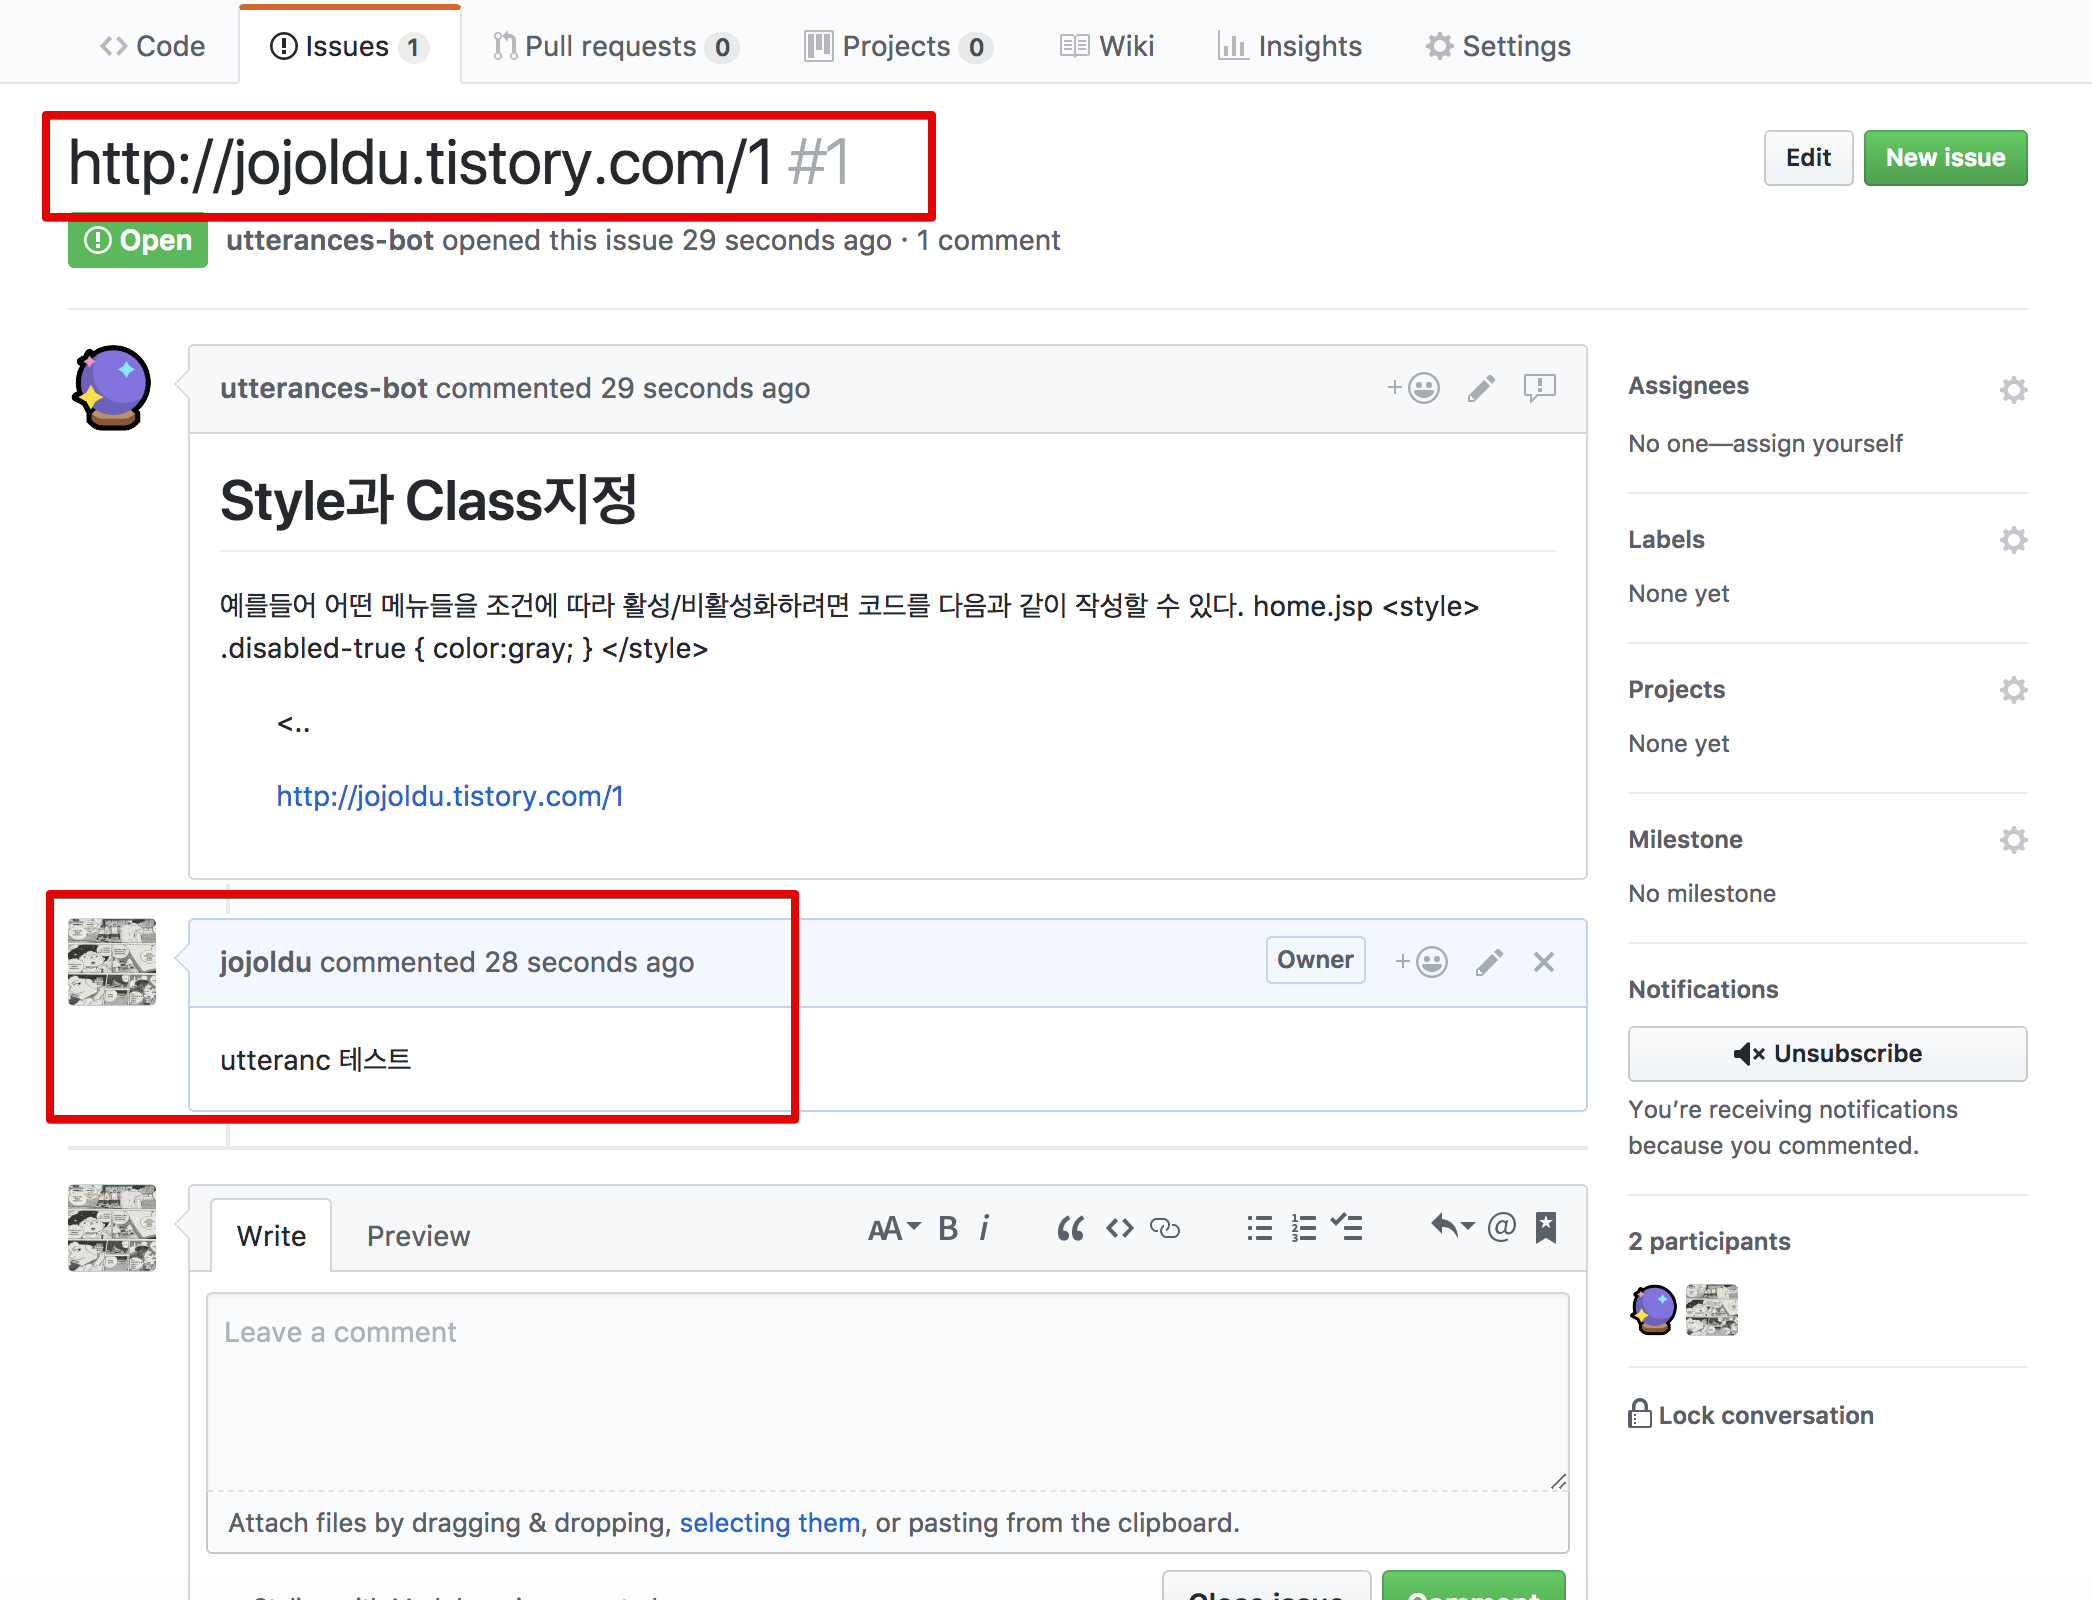 Code Issues 1 Pull requests 0 Projects 0 Wiki Insights Settings
http://jojoldu.tistory.com/1 #1
Edit New issue
Open utterances-bot opened this issue 29 seconds ago · 1 comment
utterances-bot commented 29 seconds ago
Style과 Class지정
예를들어 어떤 메뉴들을 조건에 따라 활성/비활성화하려면 코드를 다음과 같이 작성할 수 있다. home.jsp <style>
.disabled-true { color:gray; } </style>
<..
http://jojoldu.tistory.com/1
jojoldu commented 28 seconds ago Owner
utteranc 테스트
Write Preview
Leave a comment
Attach files by dragging & dropping, selecting them, or pasting from the clipboard.
Close issue Comment
Assignees
No one—assign yourself
Labels
None yet
Projects
None yet
Milestone
No milestone
Notifications
Unsubscribe
You’re receiving notifications
because you commented.
2 participants
Lock conversation